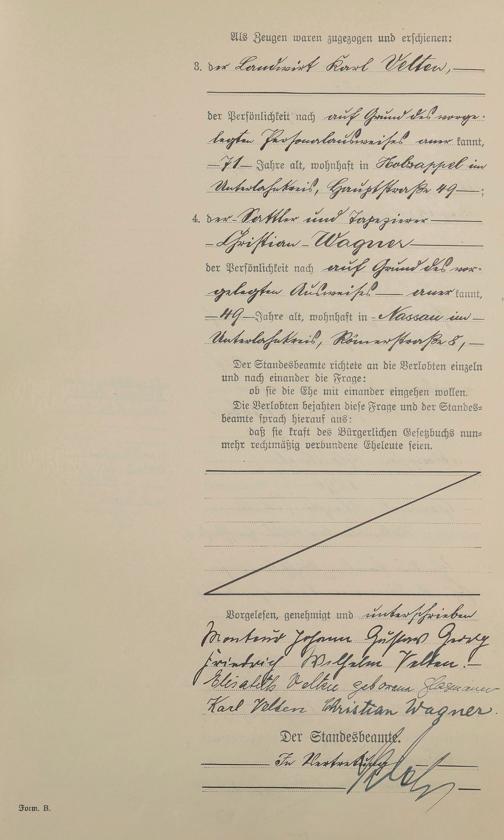 Als Zeugen waren zugezogen und erschienen:
3. der Landwirt Karl Velten,
der Persönlichkeit nach auf Grund des vorge-
legten Personalausweises aner kannt,
71 Jahre alt, wohnhaft in Holzappel im
Unterlahnkreis, Hauptstraße 49 ;
4. der Sattler und Tapezierer
Christian Wagner
der Persönlichkeit nach auf Grund des vor-
gelegten Ausweises aner kannt,
49 Jahre alt, wohnhaft in Nassau im
Unterlahnkreis, Römerstraße 8,
Der Standesbeamte richtete an die Verlobten einzeln
und nach einander die Frage:
ob sie die Ehe mit einander eingehen wollen.
Die Verlobten bejahten diese Frage und der Standes-
beamte sprach hierauf aus:
daß sie kraft des Bürgerlichen Gesetzbuchs nun-
mehr rechtmäßig verbundene Eheleute seien.
Vorgelesen, genehmigt und unterschrieben
Monteur Johann Gustav Georg
Friedrich Wilhelm Velten.
Elisabeth Velten geborene
Karl Velten Christian Wagner.
Der Standesbeamte.
In Vertretung
Form. B.